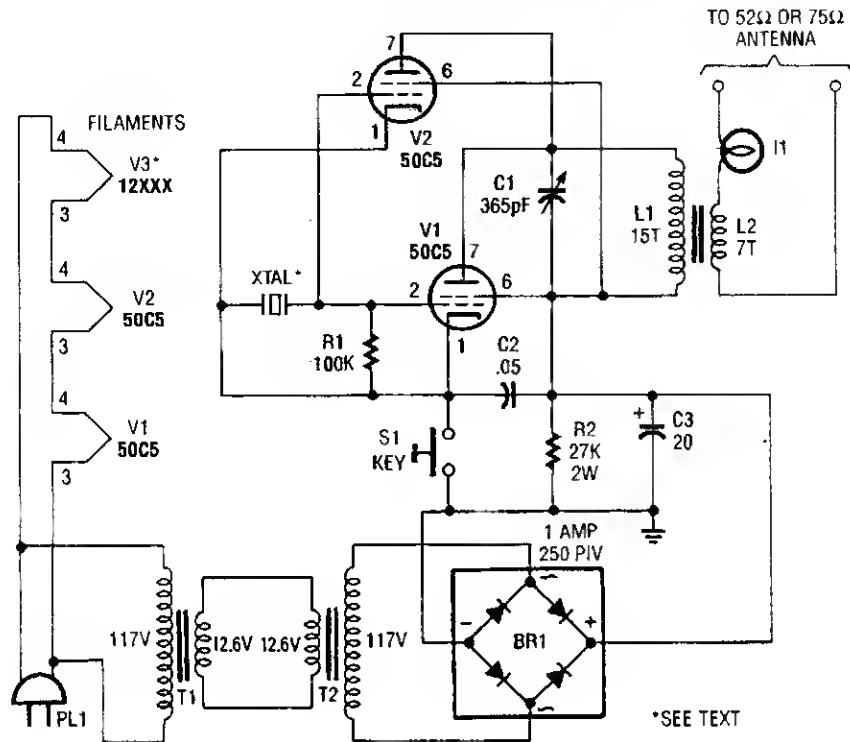 TO 52Ω OR 75Ω
ANTENNA
7
6
2
1
V2
50C5
I1
FILAMENTS
4
V3*
12XXX
3
C1
365pF
L1
15T
L2
7T
V1
50C5
7
6
2
1
XTAL*
R1
100K
4
V2
50C5
3
C2
.05
4
V1
50C5
3
S1
KEY
R2
27K
2W
+
C3
20
1 AMP
250 PIV
117V
12.6V
12.6V
117V
T1
T2
~
-
BR1
+
~
PL1
*SEE TEXT